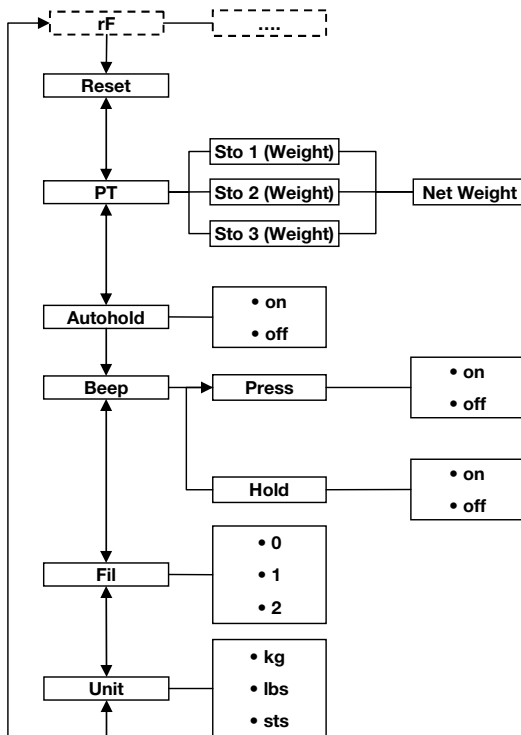 rF
....
Reset
Sto 1 (Weight)
PT
Sto 2 (Weight)
Net Weight
Sto 3 (Weight)
Autohold
• on
• off
Beep
Press
• on
• off
Hold
• on
• off
Fil
• 0
• 1
• 2
Unit
• kg
• lbs
• sts